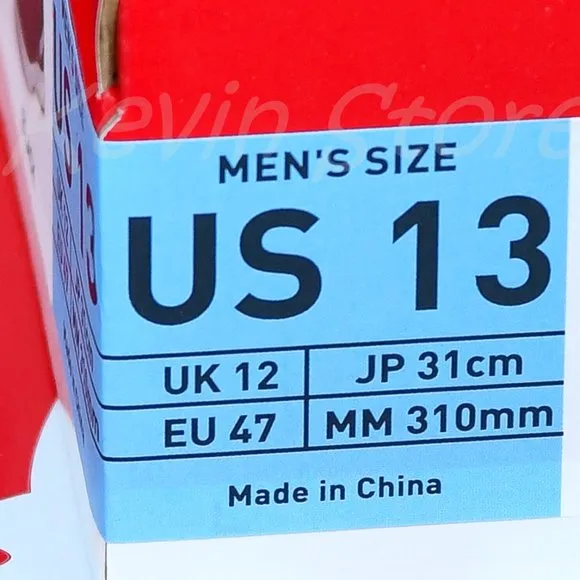 Kevin Store
MEN'S SIZE
US 13
UK 12 JP 31cm
EU 47 MM 310mm
Made in China